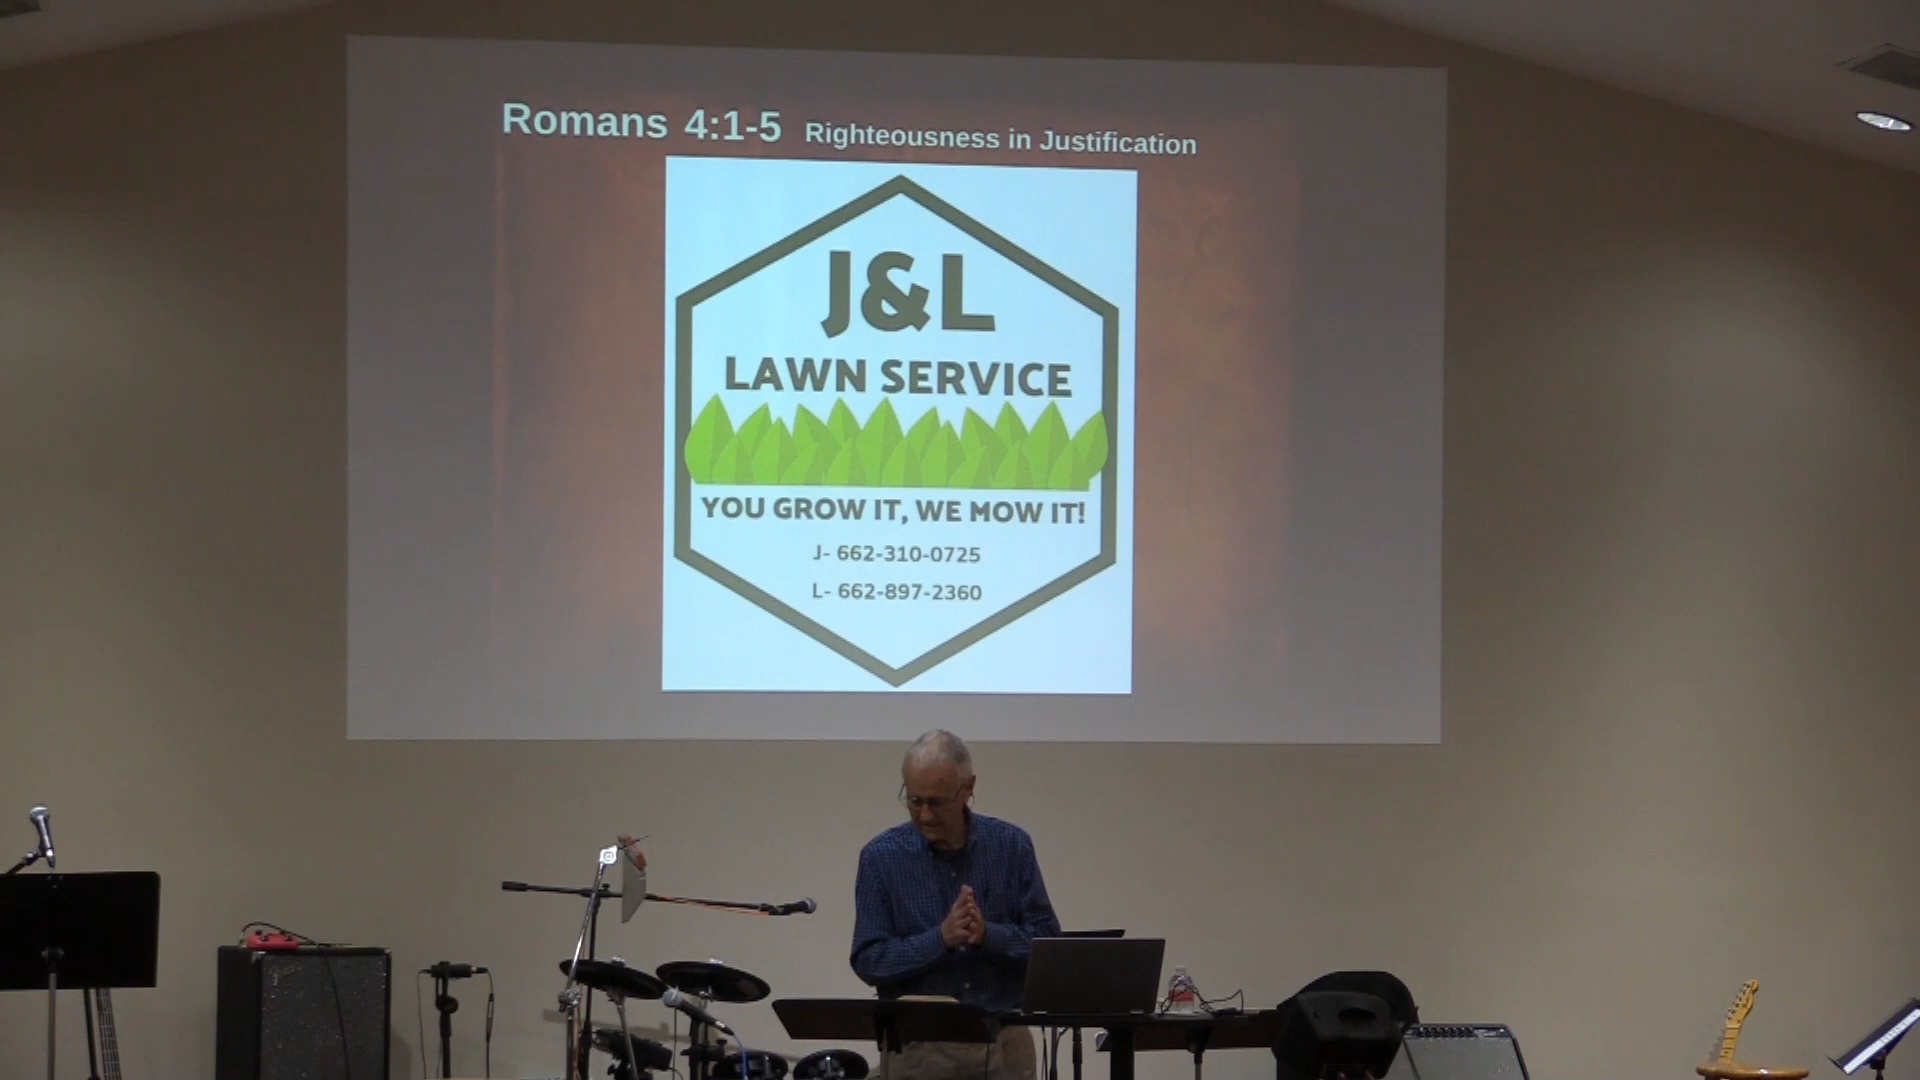 Romans 4:1-5 Righteousness in Justification
J&L
LAWN SERVICE
YOU GROW IT, WE MOW IT!
J- 662-310-0725
L- 662-897-2360